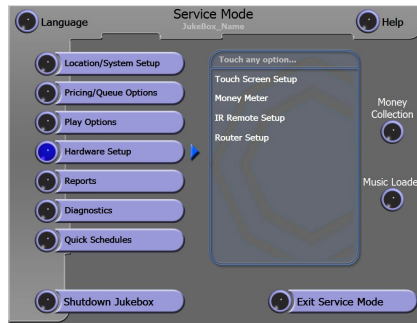 Language
Service Mode
JukeBox_Name
Help
Location/System Setup
Pricing/Queue Options
Play Options
Hardware Setup
Reports
Diagnostics
Quick Schedules
Touch any option...
Touch Screen Setup
Money Meter
IR Remote Setup
Router Setup
Money
Collection
Music Loade
Shutdown Jukebox
Exit Service Mode